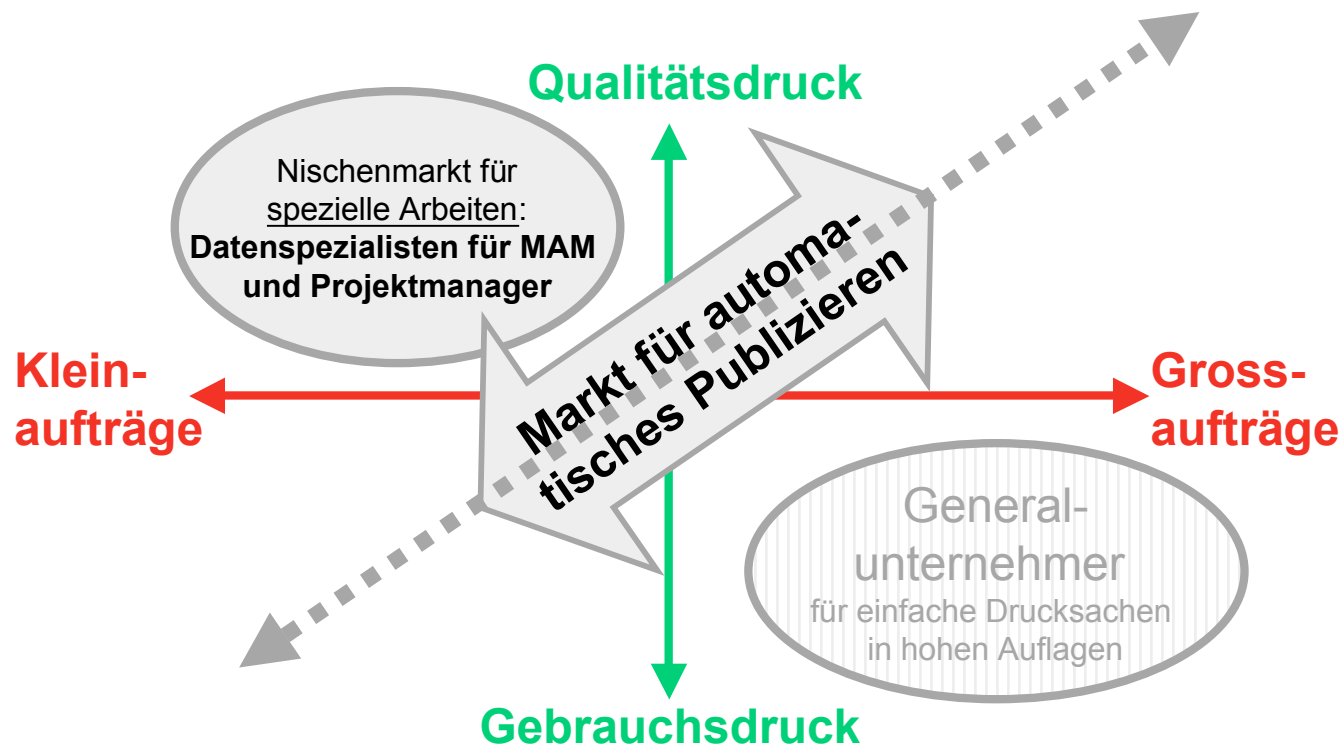 Qualitätsdruck
Nischenmarkt für
spezielle Arbeiten:
Datenspezialisten für MAM
und Projektmanager
Markt für automa-
tisches Publizieren
Klein-
aufträge
Gross-
aufträge
General-
unternehmer
für einfache Drucksachen
in hohen Auflagen
Gebrauchsdruck